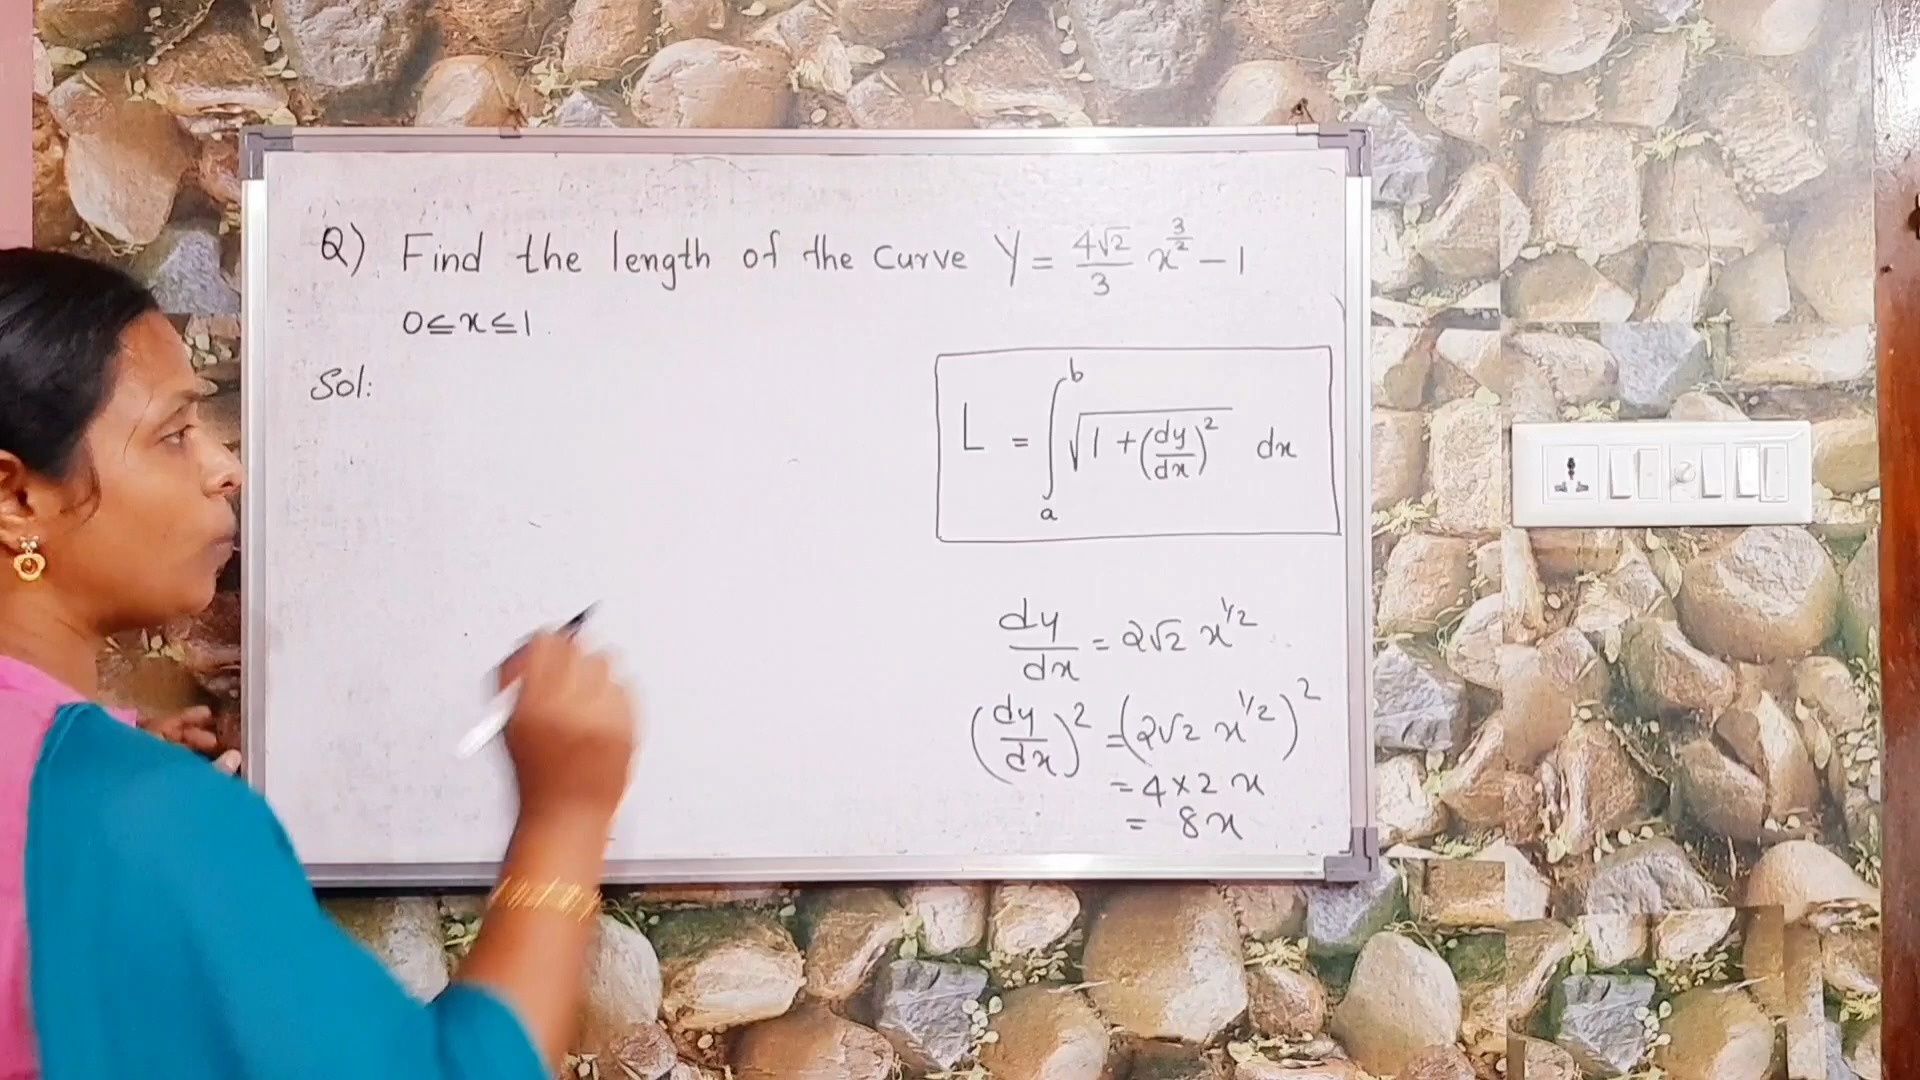 Q) Find the length of the curve Y = 4√2/3 x^3/2 - 1
0≤x≤1.
Sol:
L = ∫_a^b √1+(dy/dx)² dx
dy/dx = 2√2 x^1/2
(dy/dx)² = (2√2 x^1/2)²
= 4×2 x
= 8x